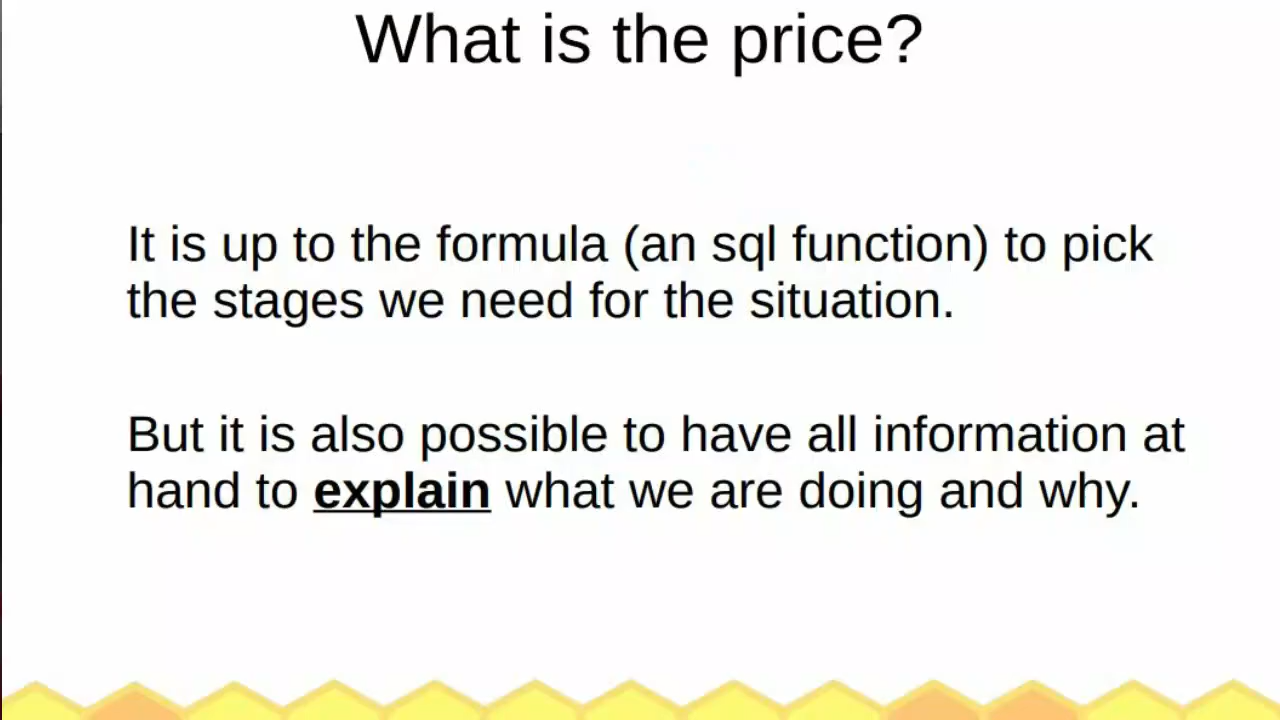 What is the price?
It is up to the formula (an sql function) to pick
the stages we need for the situation.
But it is also possible to have all information at
hand to explain what we are doing and why.